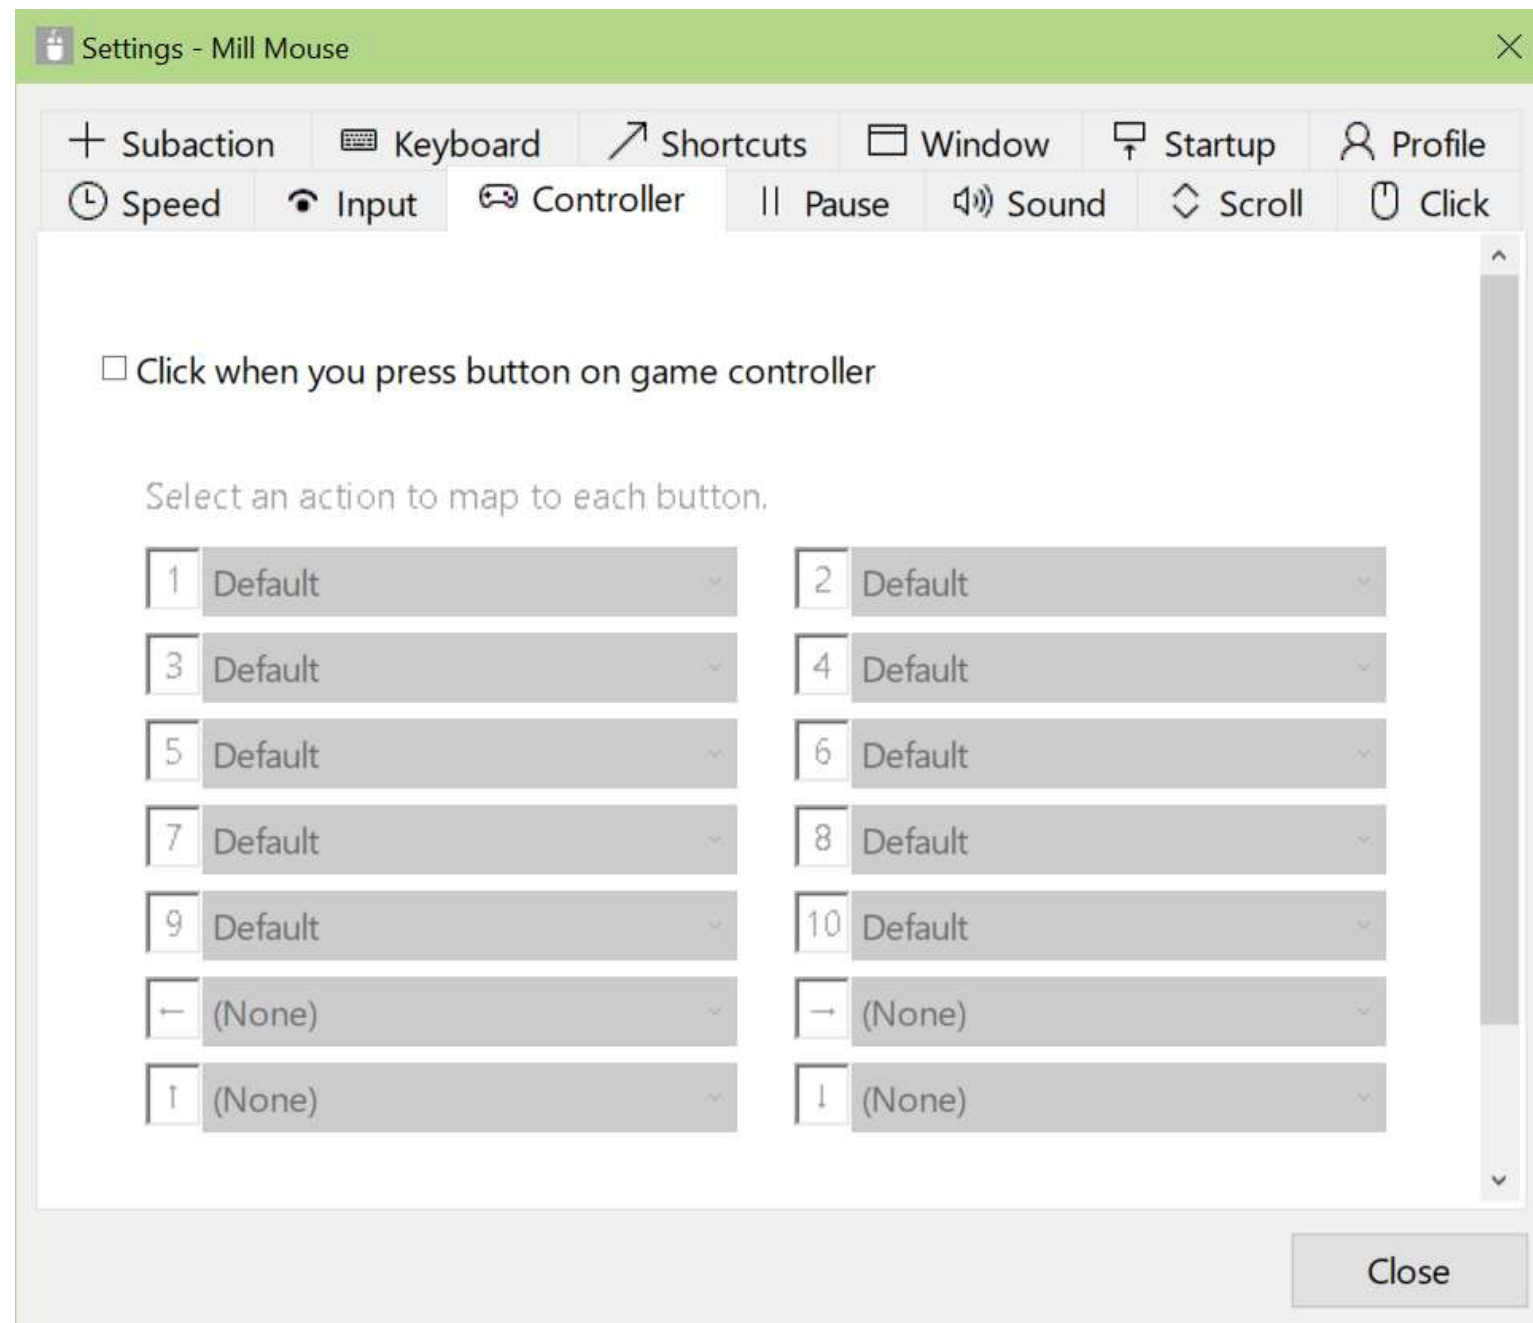 Settings - Mill Mouse
Subaction Keyboard Shortcuts Window Startup Profile
Speed Input Controller Pause Sound Scroll Click
Click when you press button on game controller
Select an action to map to each button.
1 Default 2 Default
3 Default 4 Default
5 Default 6 Default
7 Default 8 Default
9 Default 10 Default
← (None) → (None)
↑ (None) ↓ (None)
Close